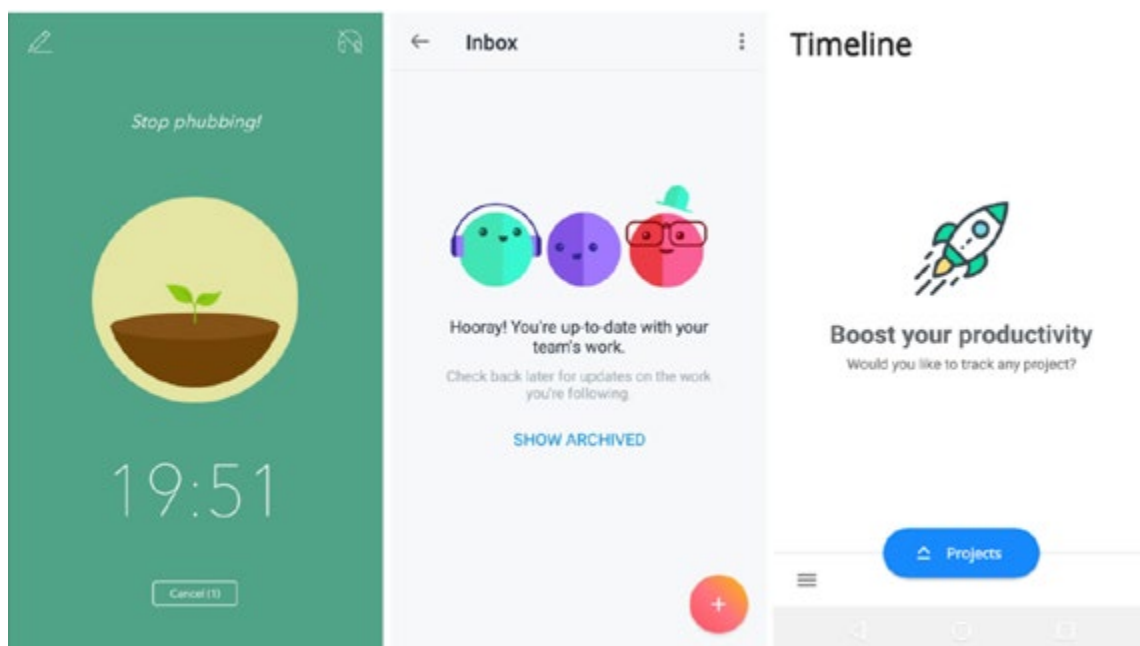 Stop phubbing!
19:51
Cancel (1)
Inbox
Hooray! You're up-to-date with your
team's work.
Check back later for updates on the work
you're following.
SHOW ARCHIVED
+
Timeline
Boost your productivity
Would you like to track any project?
Projects